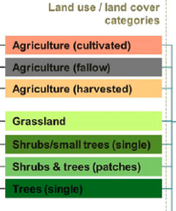 Land use / land cover
categories
Agriculture (cultivated)
Agriculture (fallow)
Agriculture (harvested)
Grassland
Shrubs/small trees (single)
Shrubs & trees (patches)
Trees (single)